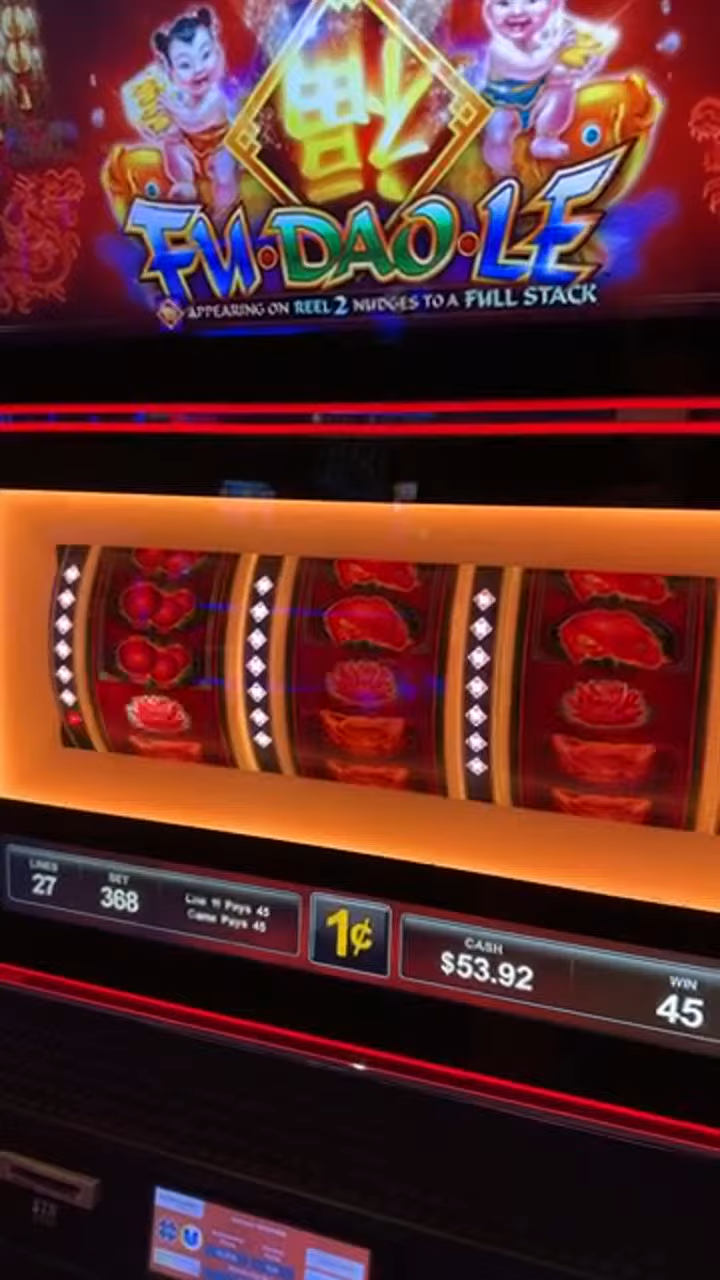 福
FU·DAO·LE
APPEARING ON REEL 2 NUDGES TO A FULL STACK
LINES
27
BET
368
Line 11 Pays 45
Game Pays 45
1¢
CASH
$53.92
WIN
45